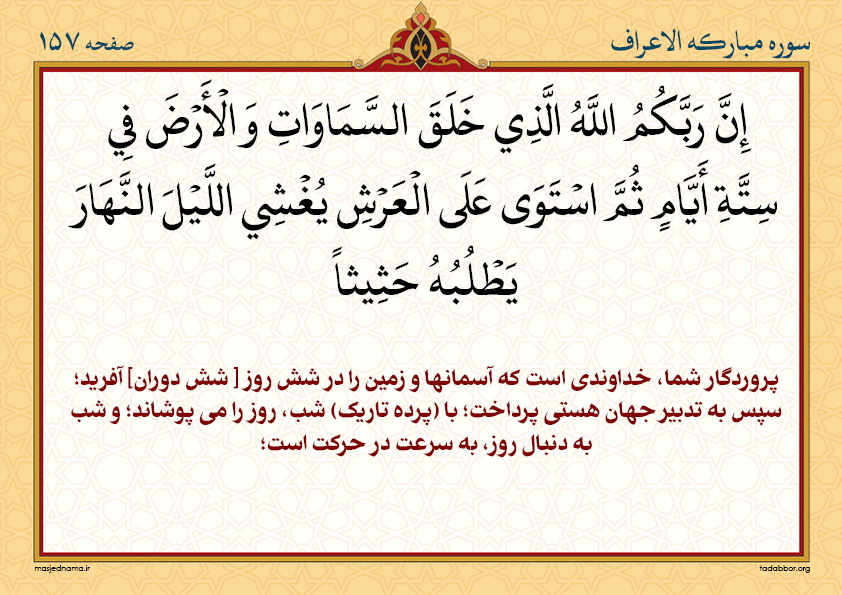 سوره مبارکه الاعراف
صفحه ۱۵۷
إِنَّ رَبَّكُمُ اللَّهُ الَّذِي خَلَقَ السَّمَاوَاتِ وَ الْأَرْضَ فِي
سِتَّةِ أَيَّامٍ ثُمَّ اسْتَوَى عَلَى الْعَرْشِ يُغْشِي اللَّيْلَ النَّهَارَ
يَطْلُبُهُ حَثِيثاً
پروردگار شما، خداوندی است که آسمانها و زمین را در شش روز [ شش دوران] آفرید؛
سپس به تدبیر جهان هستی پرداخت؛ با (پرده تاریک) شب، روز را می پوشاند؛ و شب
به دنبال روز، به سرعت در حرکت است؛
masjednama.ir
tadabbor.org